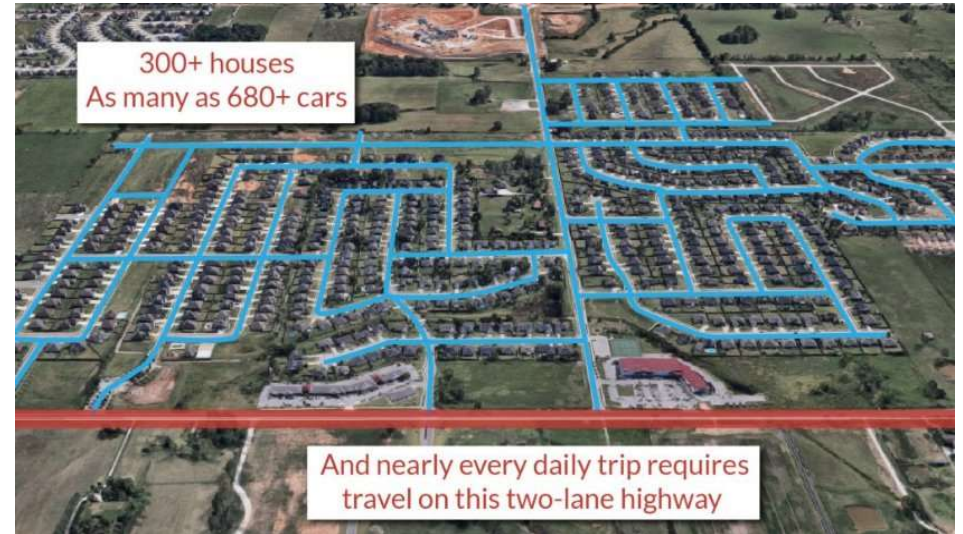 300+ houses
As many as 680+ cars
And nearly every daily trip requires
travel on this two-lane highway